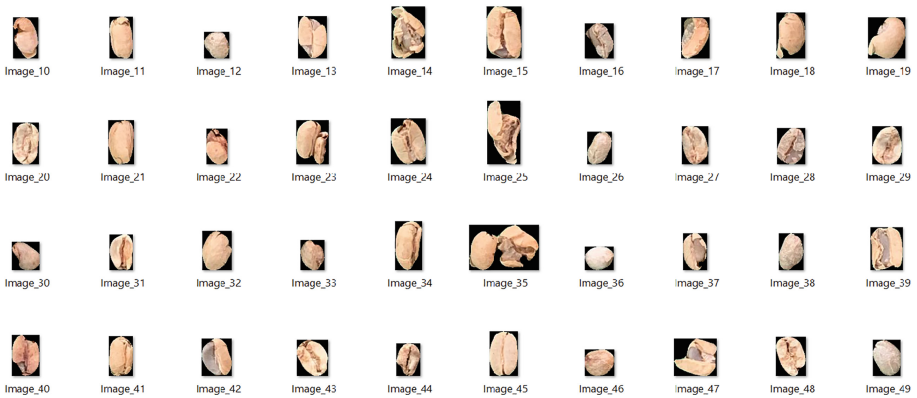 Image_10 Image_11 Image_12 Image_13 Image_14 Image_15 Image_16 Image_17 Image_18 Image_19
Image_20 Image_21 Image_22 Image_23 Image_24 Image_25 Image_26 Image_27 Image_28 Image_29
Image_30 Image_31 Image_32 Image_33 Image_34 Image_35 Image_36 Image_37 Image_38 Image_39
Image_40 Image_41 Image_42 Image_43 Image_44 Image_45 Image_46 Image_47 Image_48 Image_49